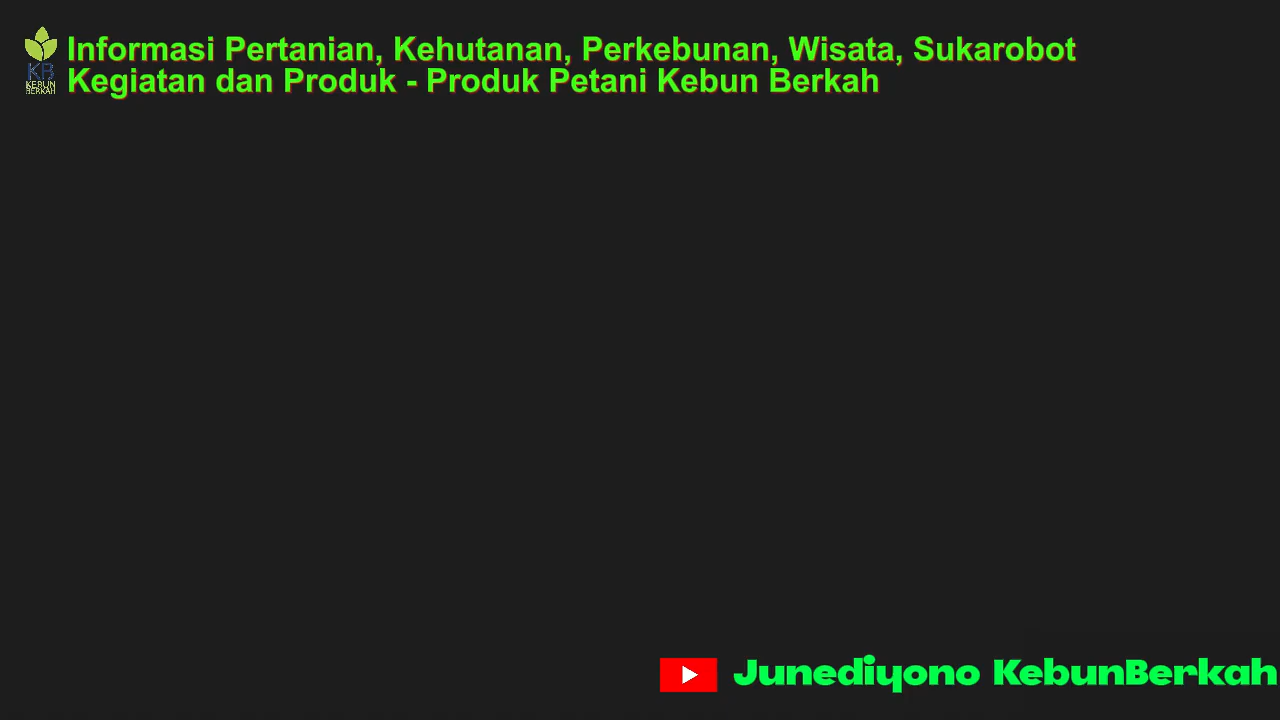 Informasi Pertanian, Kehutanan, Perkebunan, Wisata, Sukarobot
Kegiatan dan Produk - Produk Petani Kebun Berkah
KB
KEBUN
BERKAH
Junediyono KebunBerkah